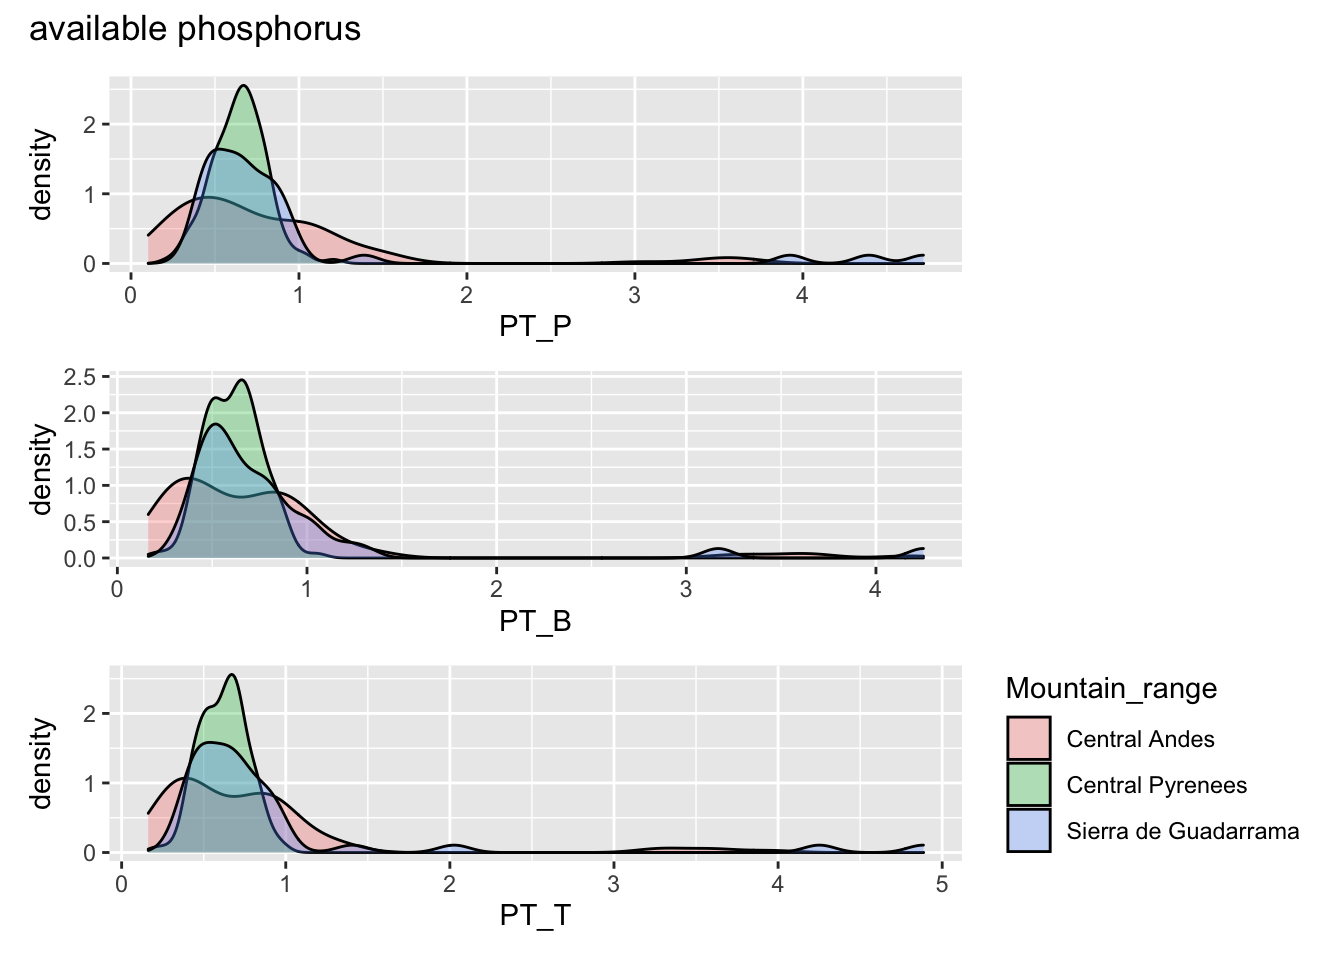 available phosphorus
density
2
1
0
0 1 2 3 4
PT_P
density
2.5
2.0
1.5
1.0
0.5
0.0
0 1 2 3 4
PT_B
density
2
1
0
0 1 2 3 4 5
PT_T
Mountain_range
Central Andes
Central Pyrenees
Sierra de Guadarrama